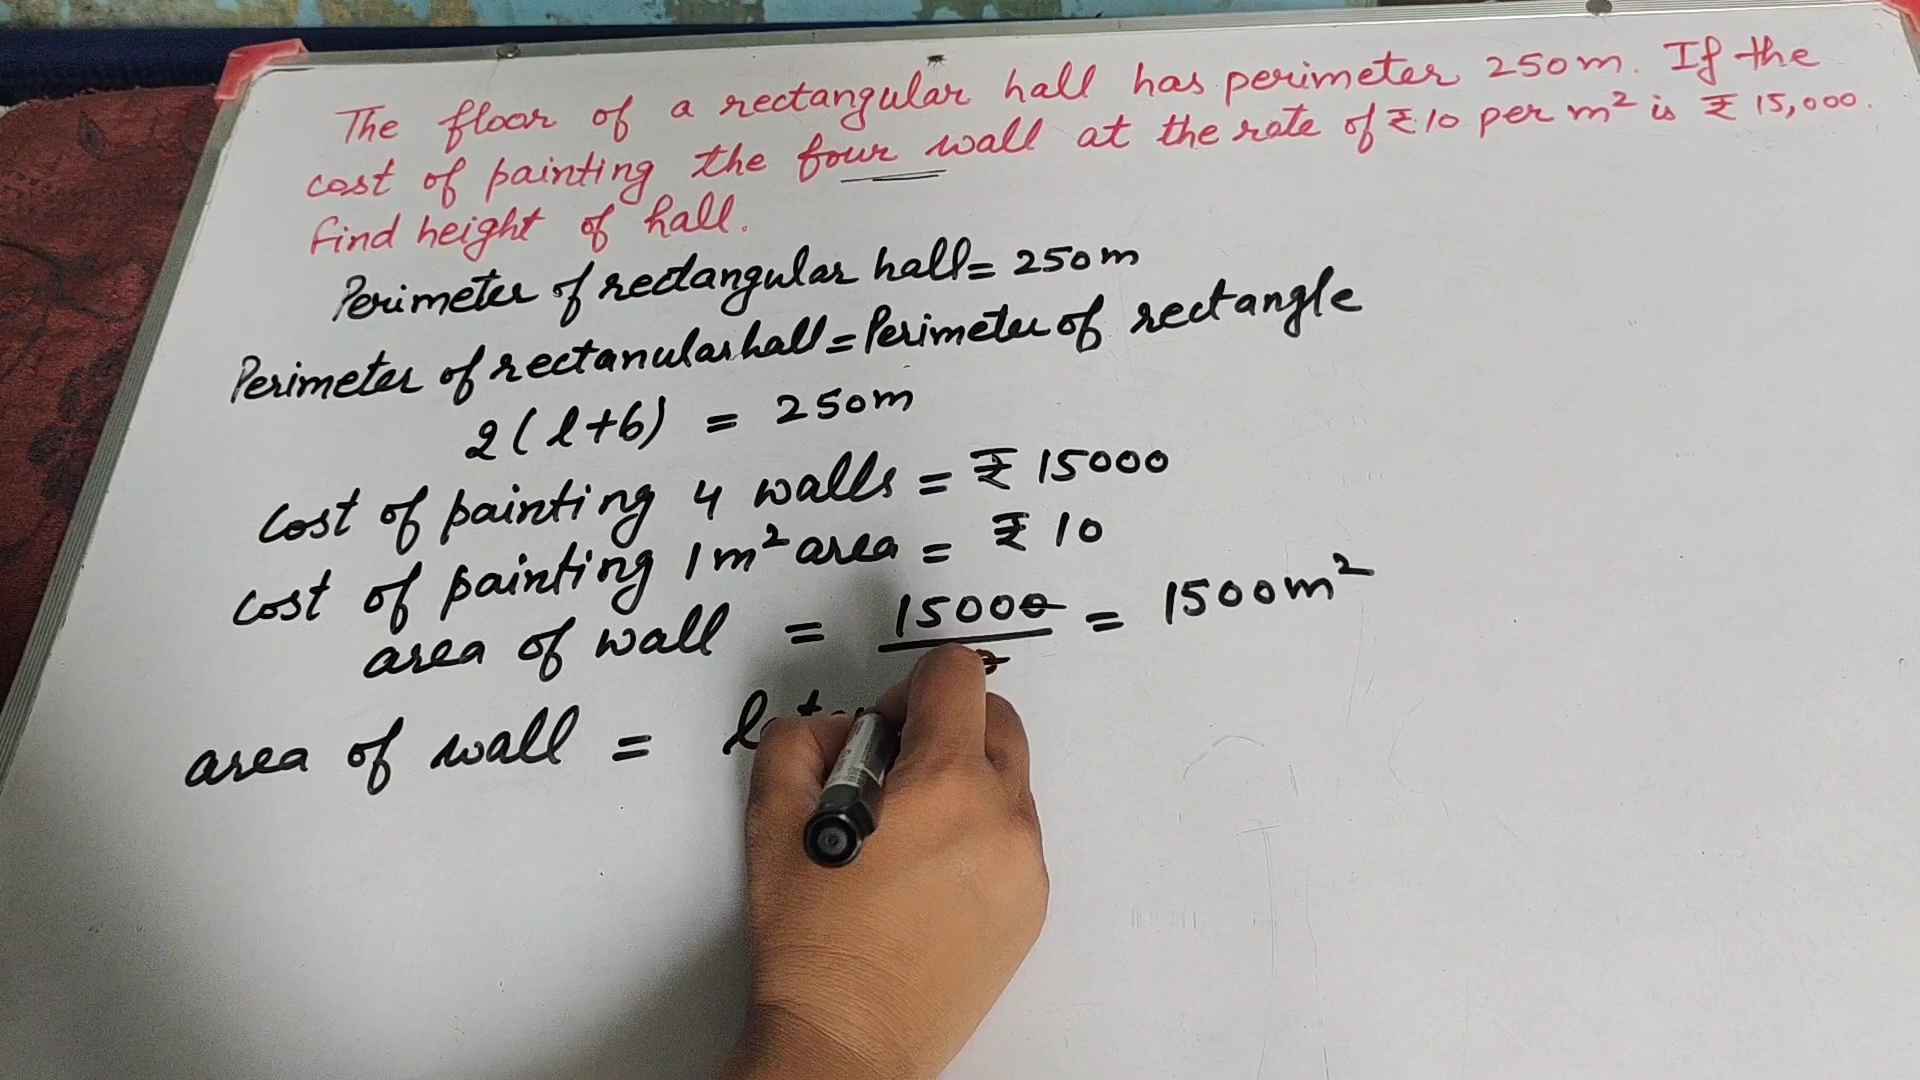 The floor of a rectangular hall has perimeter 250m. If the
cost of painting the four wall at the rate of ₹10 per m² is ₹15,000.
find height of hall.
Perimeter of rectangular hall = 250m
Perimeter of rectanular hall = Perimeter of rectangle
2(l+b) = 250m
cost of painting 4 walls = ₹ 15000
cost of painting 1m² area = ₹ 10
area of wall = 15000 = 1500m²
area of wall =